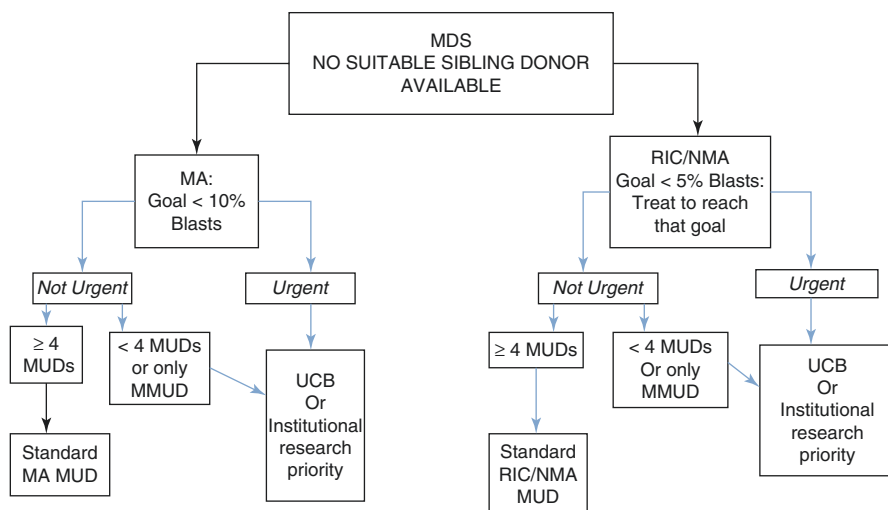 MDS
NO SUITABLE SIBLING DONOR
AVAILABLE
MA:
Goal < 10%
Blasts
RIC/NMA
Goal < 5% Blasts:
Treat to reach
that goal
Not Urgent
Urgent
Not Urgent
Urgent
≥ 4
MUDs
< 4 MUDs
or only
MMUD
UCB
Or
Institutional
research
priority
≥ 4 MUDs
< 4 MUDs
Or only
MMUD
UCB
Or
Institutional
research
priority
Standard
MA MUD
Standard
RIC/NMA
MUD